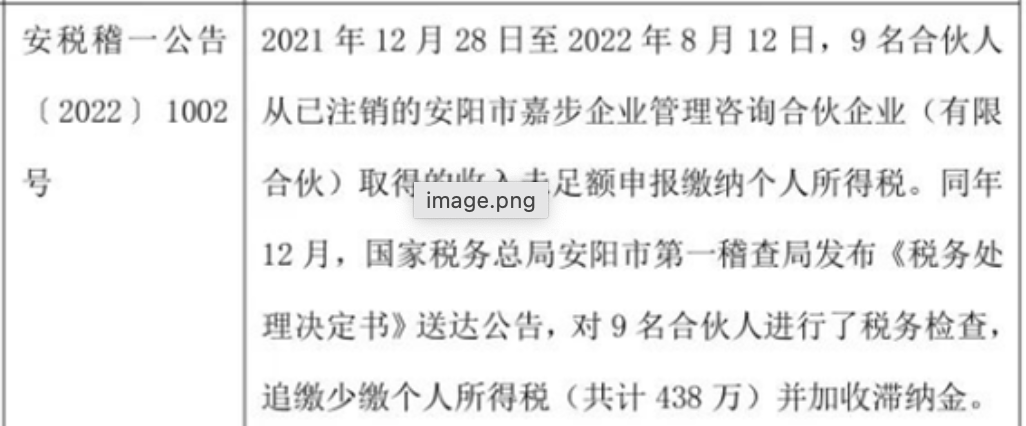 安税稽一公告
〔2022〕1002
号
2021 年 12 月 28 日至 2022 年 8 月 12 日，9 名合伙人
从已注销的安阳市嘉步企业管理咨询合伙企业（有限
合伙）取得的收入未足额申报缴纳个人所得税。同年
image.png
12 月，国家税务总局安阳市第一稽查局发布《税务处
理决定书》送达公告，对 9 名合伙人进行了税务检查，
追缴少缴个人所得税（共计 438 万）并加收滞纳金。